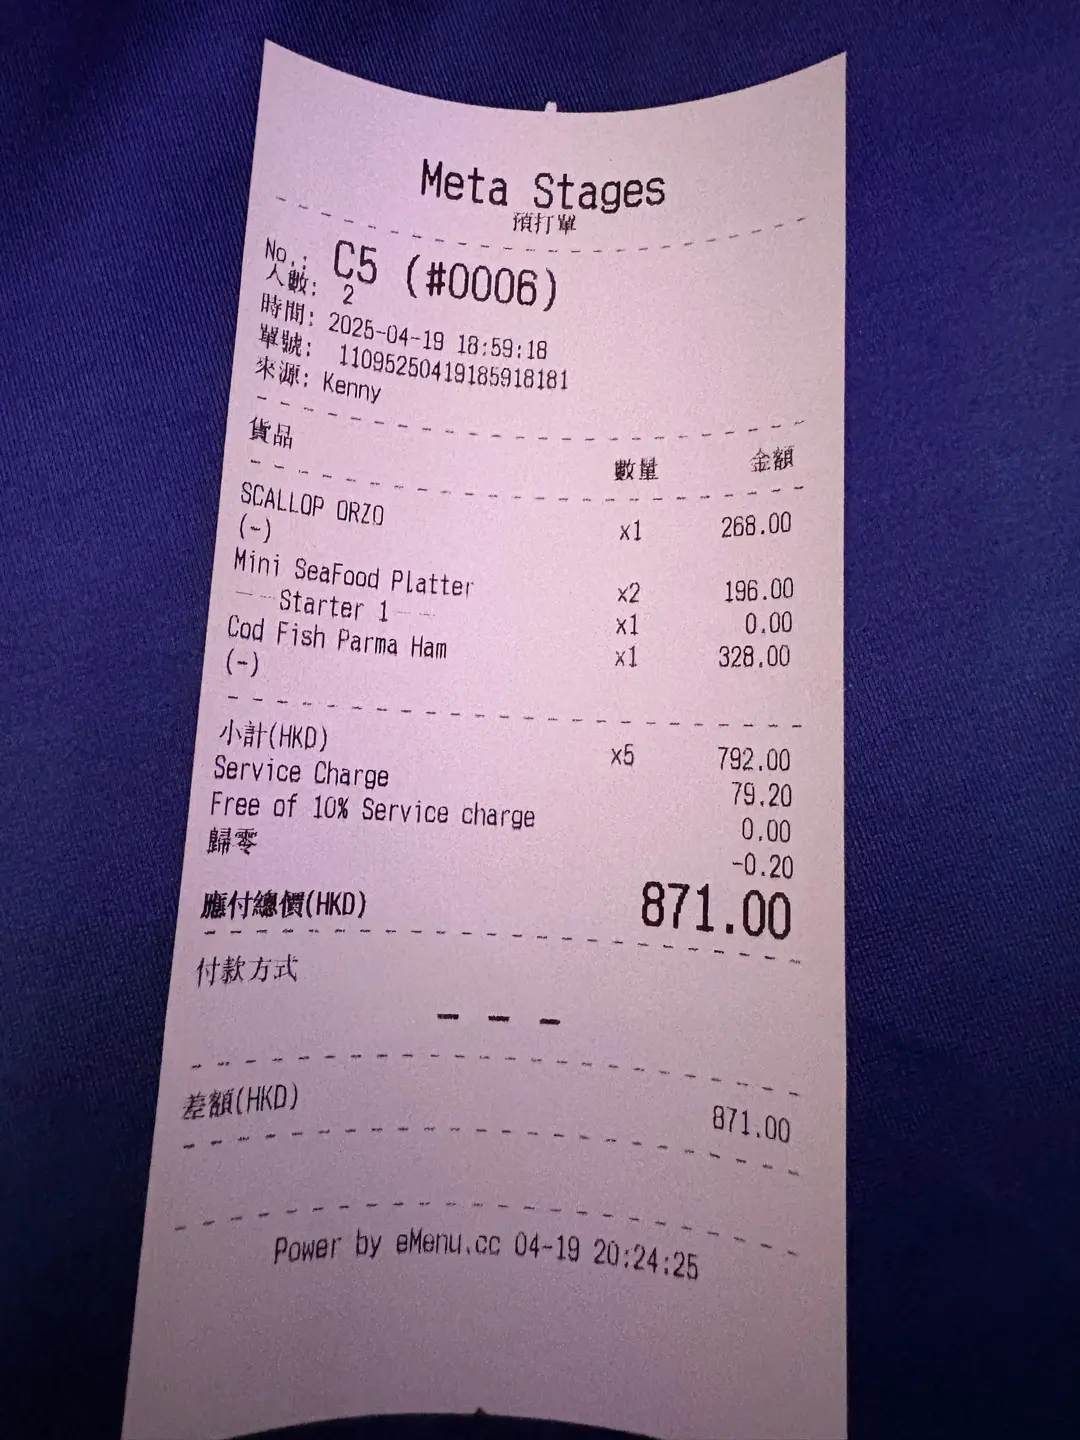 Meta Stages
預打單
No.: C5 (#0006)
人數: 2
時間: 2025-04-19 18:59:18
單號: 11095250419185918181
來源: Kenny
貨品 數量 金額
SCALLOP ORZO x1 268.00
(-)
Mini SeaFood Platter x2 196.00
---Starter 1--- x1 0.00
Cod Fish Parma Ham x1 328.00
(-)
小計(HKD) x5 792.00
Service Charge 79.20
Free of 10% Service charge 0.00
歸零 -0.20
應付總價(HKD) 871.00
付款方式
- - -
差額(HKD) 871.00
Power by eMenu.cc 04-19 20:24:25